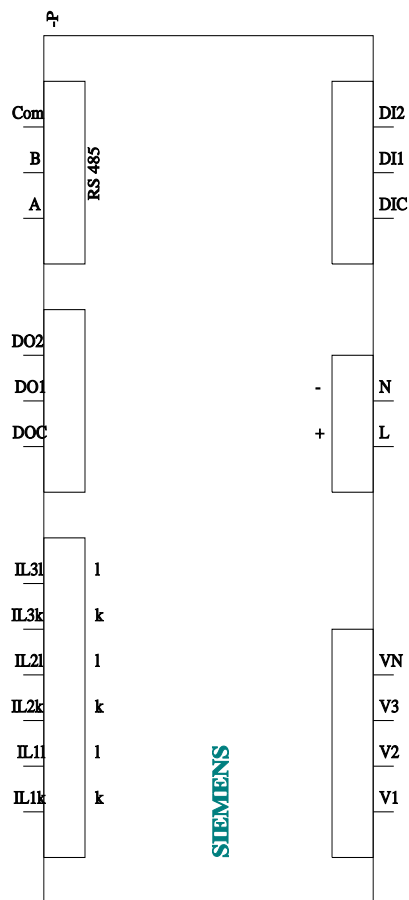 -P
Com
B
A
RS 485
DI2
DI1
DIC
DO2
DO1
DOC
-
+
N
L
IL3l l
IL3k k
IL2l l
IL2k k
IL1l l
IL1k k
VN
V3
V2
V1
SIEMENS